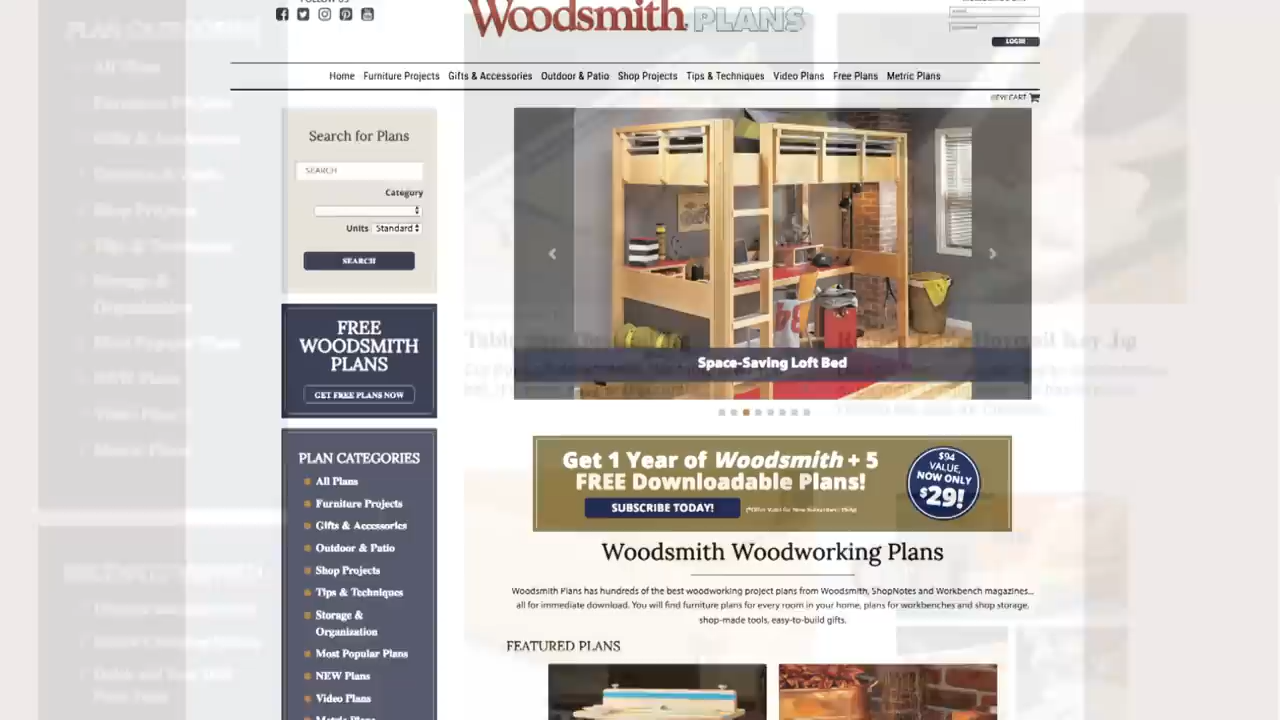 FOLLOW US
Woodsmith PLANS
LOGIN
Home Furniture Projects Gifts & Accessories Outdoor & Patio Shop Projects Tips & Techniques Video Plans Free Plans Metric Plans
VIEW CART
Search for Plans
SEARCH
Category
Units Standard
SEARCH
FREE
WOODSMITH
PLANS
GET FREE PLANS NOW
PLAN CATEGORIES
All Plans
Furniture Projects
Gifts & Accessories
Outdoor & Patio
Shop Projects
Tips & Techniques
Storage &
Organization
Most Popular Plans
NEW Plans
Video Plans
Metric Plans
Space-Saving Loft Bed
Get 1 Year of Woodsmith + 5
FREE Downloadable Plans!
SUBSCRIBE TODAY!
$94
VALUE,
NOW ONLY
$29!
Woodsmith Woodworking Plans
Woodsmith Plans has hundreds of the best woodworking project plans from Woodsmith, ShopNotes and Workbench magazines...
all for immediate download. You will find furniture plans for every room in your home, plans for workbenches and shop storage,
shop-made tools, easy-to-build gifts.
FEATURED PLANS